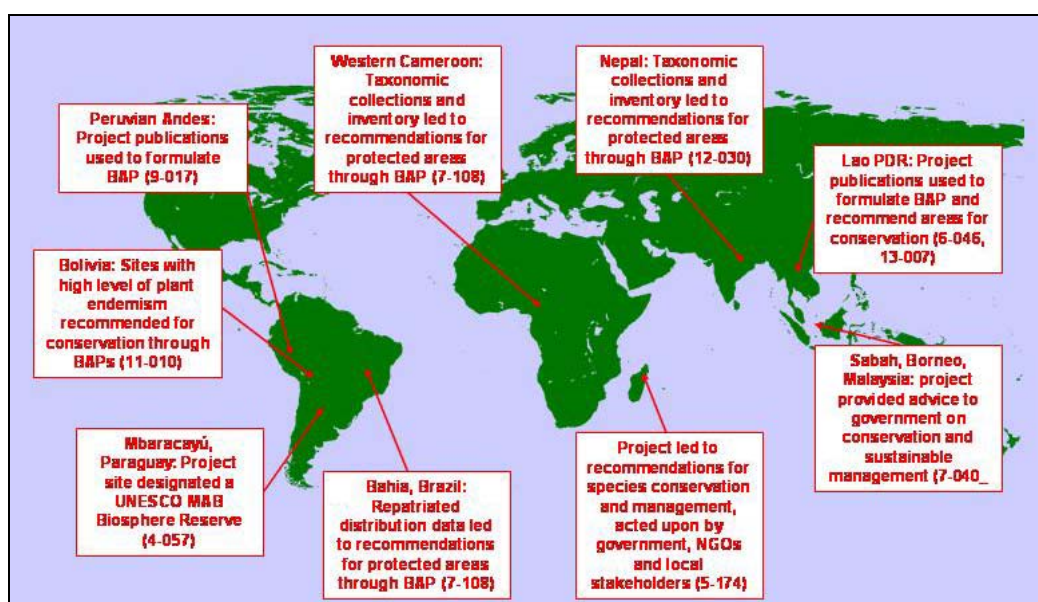 Western Cameroon:
Taxonomic
collections and
inventory led to
recommendations for
protected areas
through BAP (7-108)
Nepal: Taxonomic
collections and
inventory led to
recommendations for
protected areas
through BAP (12-030)
Peruvian Andes:
Project publications
used to formulate
BAP (9-017)
Lao PDR: Project
publications used to
formulate BAP and
recommend areas for
conservation (6-046,
13-007)
Bolivia: Sites with
high level of plant
endemism
recommended for
conservation through
BAPs (11-010)
Sabah, Borneo,
Malaysia: project
provided advice to
government on
conservation and
sustainable
management (7-040_
Mbaracayú,
Paraguay: Project
site designated a
UNESCO MAB
Biosphere Reserve
(4-057)
Bahia, Brazil:
Repatriated
distribution data led
to recommendations
for protected areas
through BAP (7-108)
Project led to
recommendations for
species conservation
and management,
acted upon by
government, NGOs
and local
stakeholders (5-174)